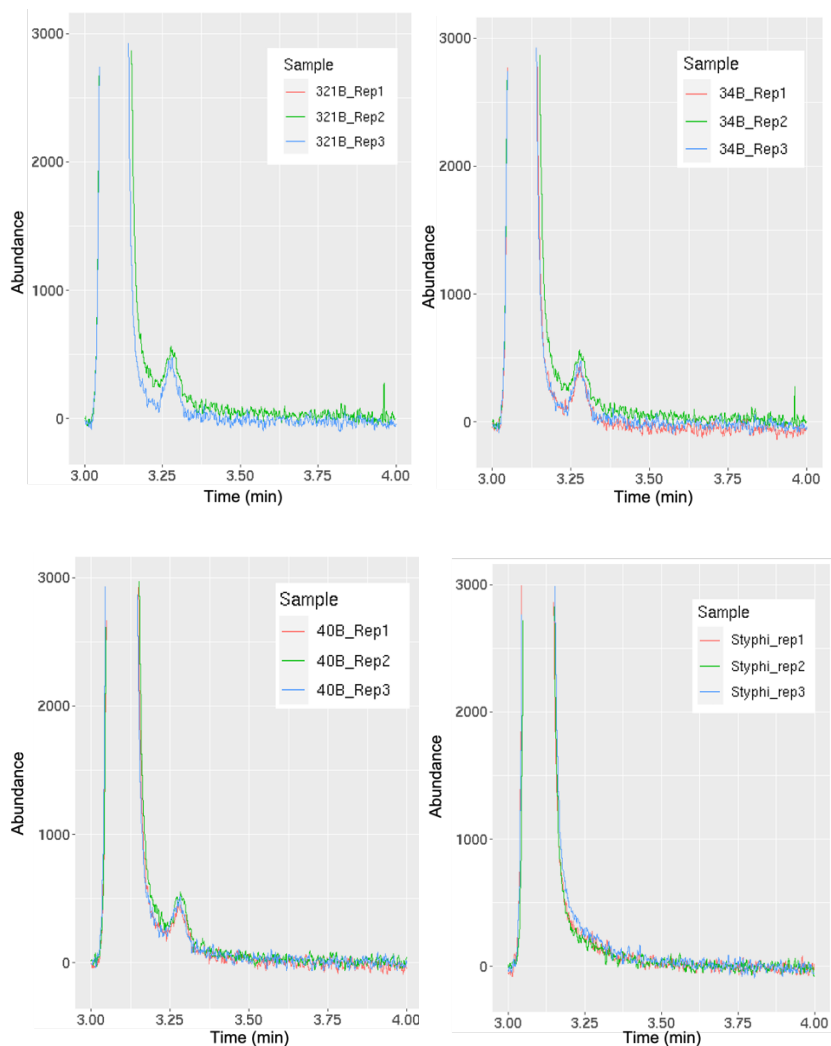 3000
2000
1000
0
Abundance
Sample
321B_Rep1
321B_Rep2
321B_Rep3
3.00
3.25
3.50
3.75
4.00
Time (min)
3000
2000
1000
0
Abundance
Sample
34B_Rep1
34B_Rep2
34B_Rep3
3.00
3.25
3.50
3.75
4.00
Time (min)
3000
2000
1000
0
Abundance
Sample
40B_Rep1
40B_Rep2
40B_Rep3
3.00
3.25
3.50
3.75
4.00
Time (min)
3000
2000
1000
0
Abundance
Sample
Styphi_rep1
Styphi_rep2
Styphi_rep3
3.00
3.25
3.50
3.75
4.00
Time (min)